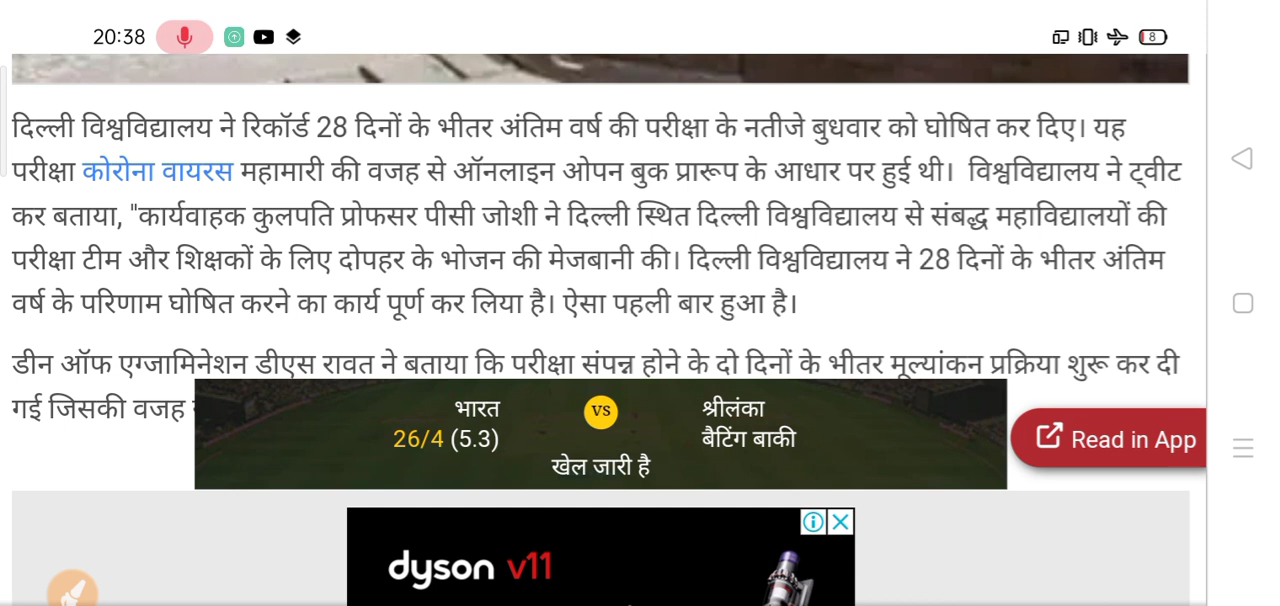 20:38
8
दिल्ली विश्वविद्यालय ने रिकॉर्ड 28 दिनों के भीतर अंतिम वर्ष की परीक्षा के नतीजे बुधवार को घोषित कर दिए। यह
परीक्षा कोरोना वायरस महामारी की वजह से ऑनलाइन ओपन बुक प्रारूप के आधार पर हुई थी। विश्वविद्यालय ने ट्वीट
कर बताया, "कार्यवाहक कुलपति प्रोफसर पीसी जोशी ने दिल्ली स्थित दिल्ली विश्वविद्यालय से संबद्ध महाविद्यालयों की
परीक्षा टीम और शिक्षकों के लिए दोपहर के भोजन की मेजबानी की। दिल्ली विश्वविद्यालय ने 28 दिनों के भीतर अंतिम
वर्ष के परिणाम घोषित करने का कार्य पूर्ण कर लिया है। ऐसा पहली बार हुआ है।
डीन ऑफ एग्जामिनेशन डीएस रावत ने बताया कि परीक्षा संपन्न होने के दो दिनों के भीतर मूल्यांकन प्रक्रिया शुरू कर दी
गई जिसकी वजह
भारत VS श्रीलंका
26/4 (5.3) बैटिंग बाकी
खेल जारी है
Read in App
dyson v11